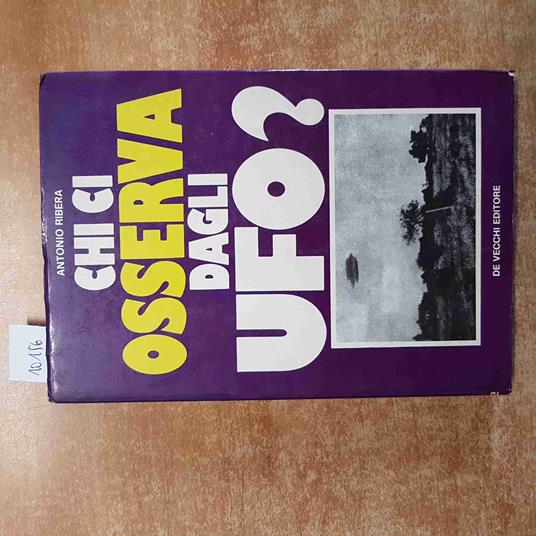 ANTONIO RIBERA
CHI CI
OSSERVA
DAGLI
UFO?
DE VECCHI EDITORE
10156